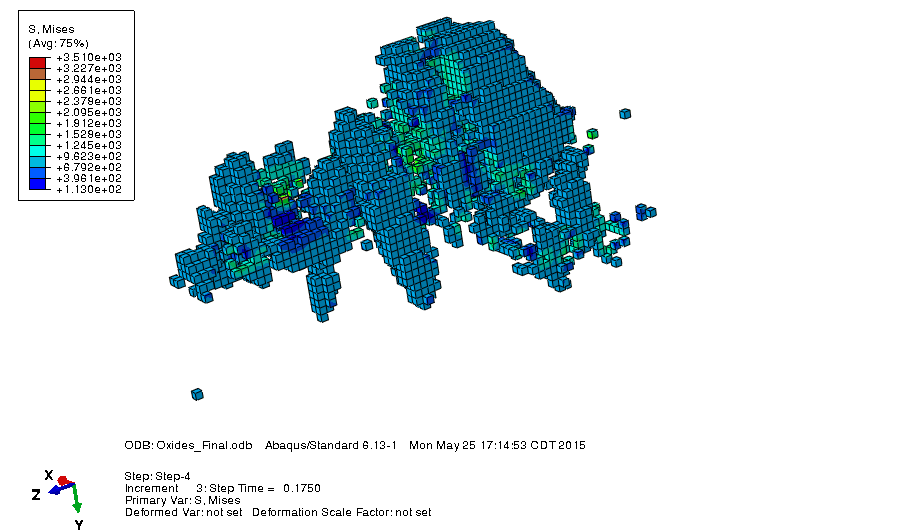 S, Mises
(Avg: 75%)
+3.510e+03
+3.227e+03
+2.944e+03
+2.661e+03
+2.379e+03
+2.095e+03
+1.812e+03
+1.529e+03
+1.245e+03
+9.623e+02
+6.792e+02
+3.961e+02
+1.130e+02
ODB: Oxides_Final.odb Abaqus/Standard 6.13-1 Mon May 25 17:14:53 CDT 2015
X
Z
Y
Step: Step-4
Increment 3: Step Time = 0.1750
Primary Var: S, Mises
Deformed Var: not set Deformation Scale Factor: not set